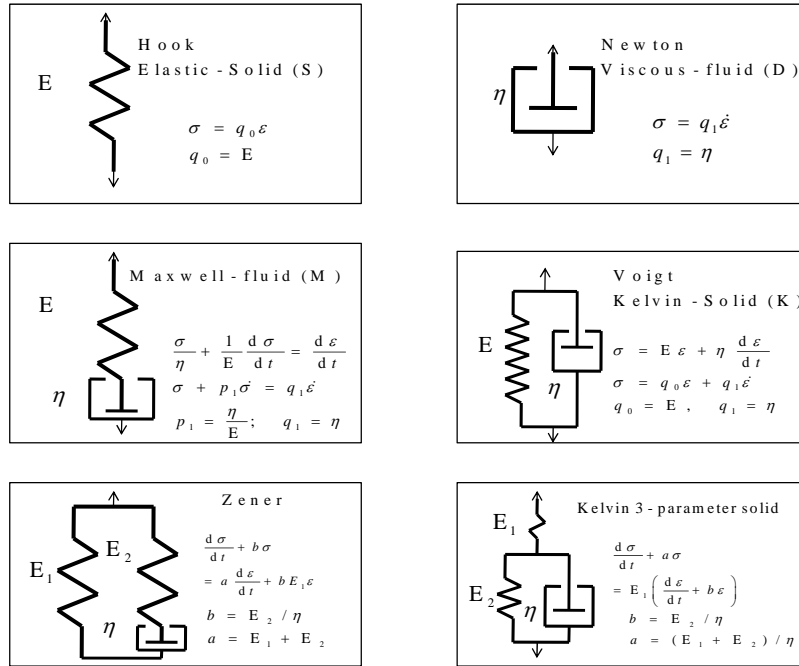 Hook
Elastic-Solid (S)
E
σ = q₀ε
q₀ = E
Newton
Viscous-fluid (D)
η
σ = q₁ε̇
q₁ = η
Maxwell-fluid (M)
E
σ/η + 1/E dσ/dt = dε/dt
η
σ + p₁σ̇ = q₁ε̇
p₁ = η/E; q₁ = η
Voigt
Kelvin-Solid (K)
E
η
σ = Eε + η dε/dt
σ = q₀ε + q₁ε̇
q₀ = E, q₁ = η
Zener
E₁
E₂
η
dσ/dt + bσ
= a dε/dt + bE₁ε
b = E₂ / η
a = E₁ + E₂
Kelvin 3-parameter solid
E₁
E₂
η
dσ/dt + aσ
= E₁(dε/dt + bε)
b = E₂ / η
a = (E₁ + E₂) / η